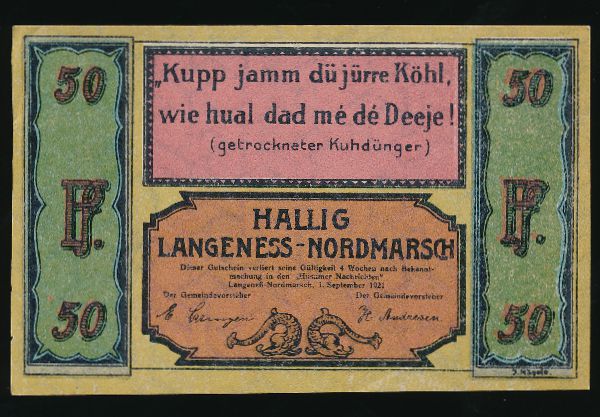 50
Pf.
50
„Kupp jamm dü jürre Köhl,
wie hual dad mé dé Deeje!
(getrockneter Kuhdünger)
HALLIG
LANGENESS-NORDMARSCH
Dieser Gutschein verliert seine Gültigkeit 4 Wochen nach Bekannt-
machung in den "Husumer Nachrichten"
Langeneß-Nordmarsch, 1. September 1921
Der Gemeindevorsteher Der Gemeindevorsteher
H Andresen
50
Pf.
50